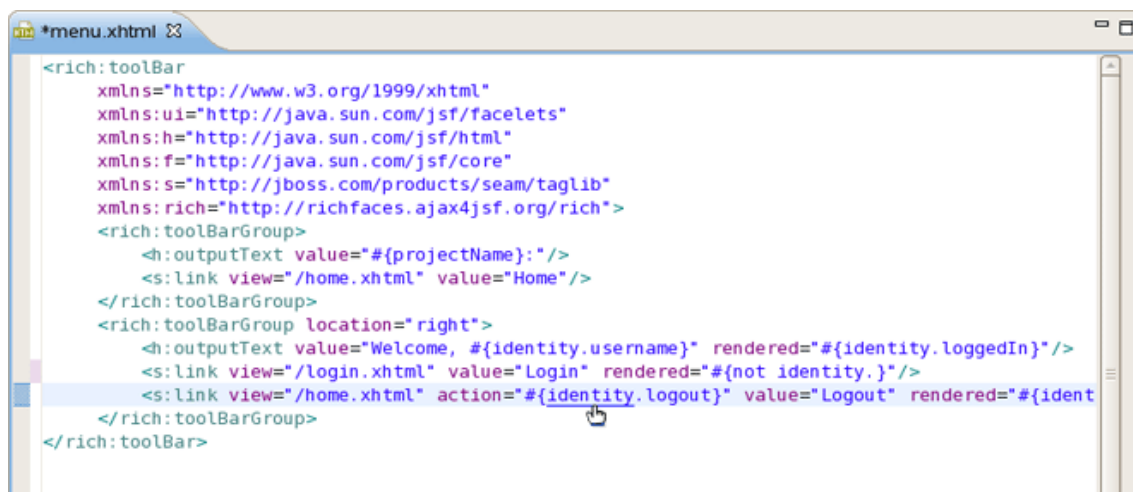 *menu.xhtml
<rich:toolBar
xmlns="http://www.w3.org/1999/xhtml"
xmlns:ui="http://java.sun.com/jsf/facelets"
xmlns:h="http://java.sun.com/jsf/html"
xmlns:f="http://java.sun.com/jsf/core"
xmlns:s="http://jboss.com/products/seam/taglib"
xmlns:rich="http://richfaces.ajax4jsf.org/rich">
<rich:toolBarGroup>
<h:outputText value="#{projectName}:"/>
<s:link view="/home.xhtml" value="Home"/>
</rich:toolBarGroup>
<rich:toolBarGroup location="right">
<h:outputText value="Welcome, #{identity.username}" rendered="#{identity.loggedIn}"/>
<s:link view="/login.xhtml" value="Login" rendered="#{not identity.}"/>
<s:link view="/home.xhtml" action="#{identity.logout}" value="Logout" rendered="#{ident
</rich:toolBarGroup>
</rich:toolBar>